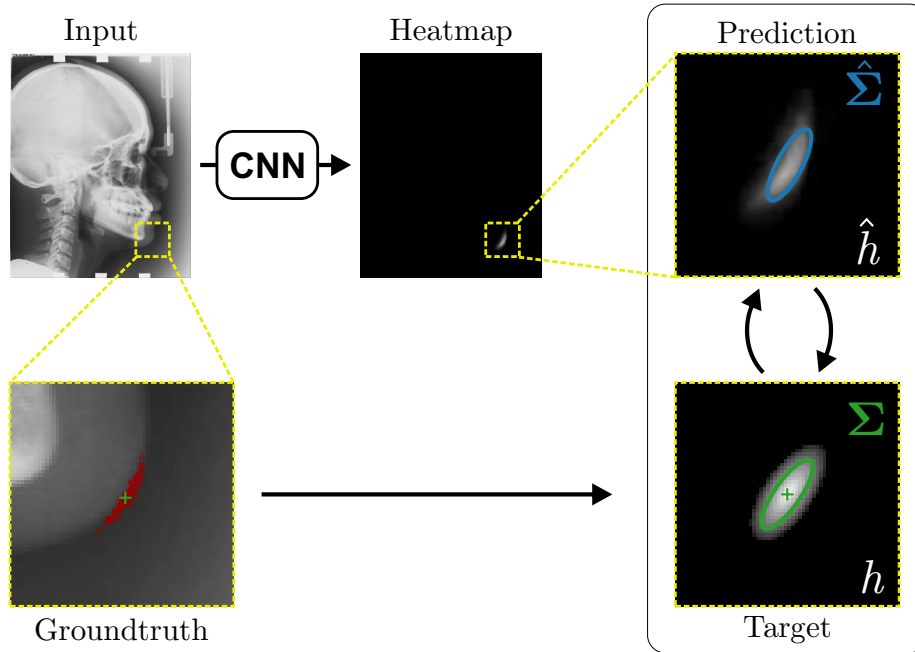 Input
Heatmap
Prediction
CNN
Σ̂
ĥ
Σ
h
Groundtruth
Target